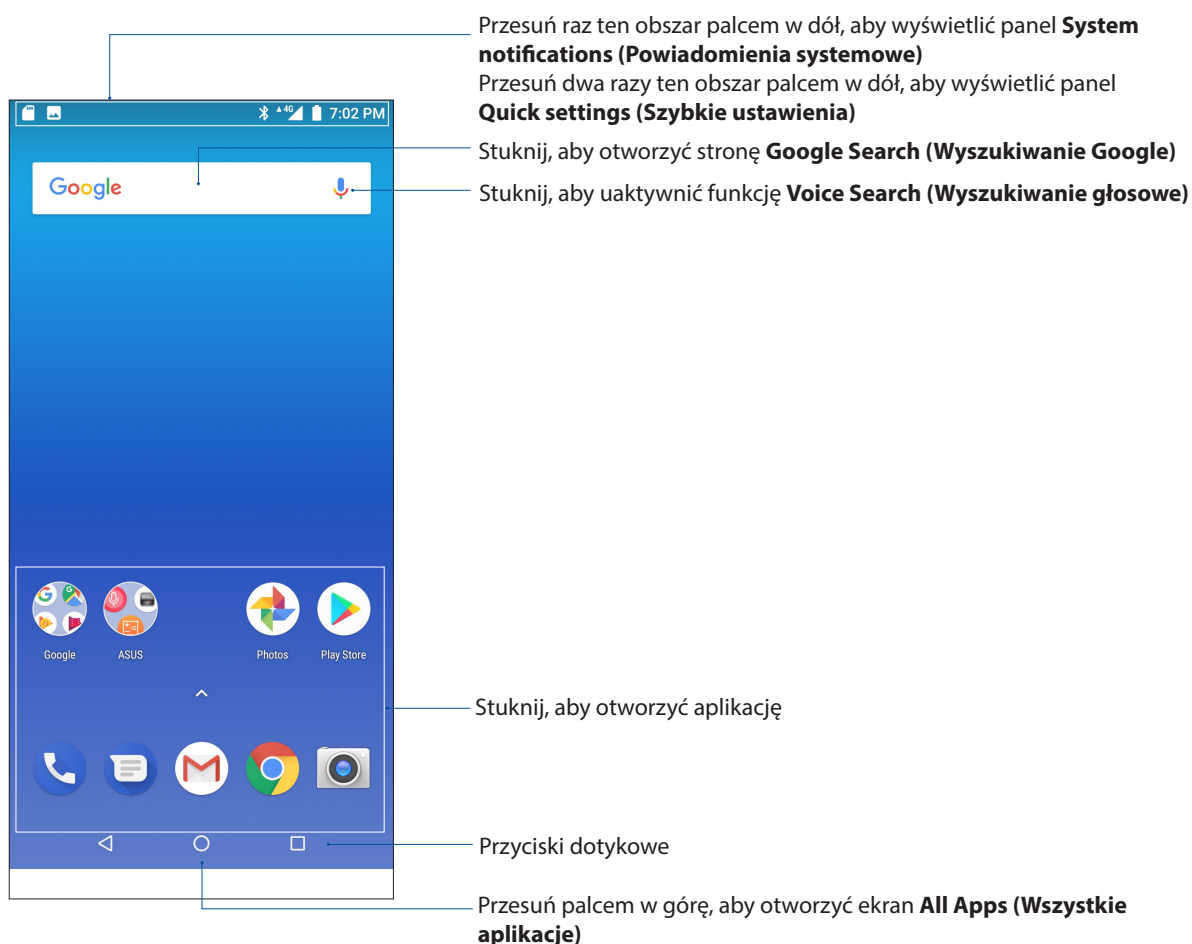 Przesuń raz ten obszar palcem w dół, aby wyświetlić panel System
notifications (Powiadomienia systemowe)
Przesuń dwa razy ten obszar palcem w dół, aby wyświetlić panel
Quick settings (Szybkie ustawienia)
4G 7:02 PM
Stuknij, aby otworzyć stronę Google Search (Wyszukiwanie Google)
Google
Stuknij, aby uaktywnić funkcję Voice Search (Wyszukiwanie głosowe)
Google ASUS Photos Play Store
Stuknij, aby otworzyć aplikację
Przyciski dotykowe
Przesuń palcem w górę, aby otworzyć ekran All Apps (Wszystkie
aplikacje)